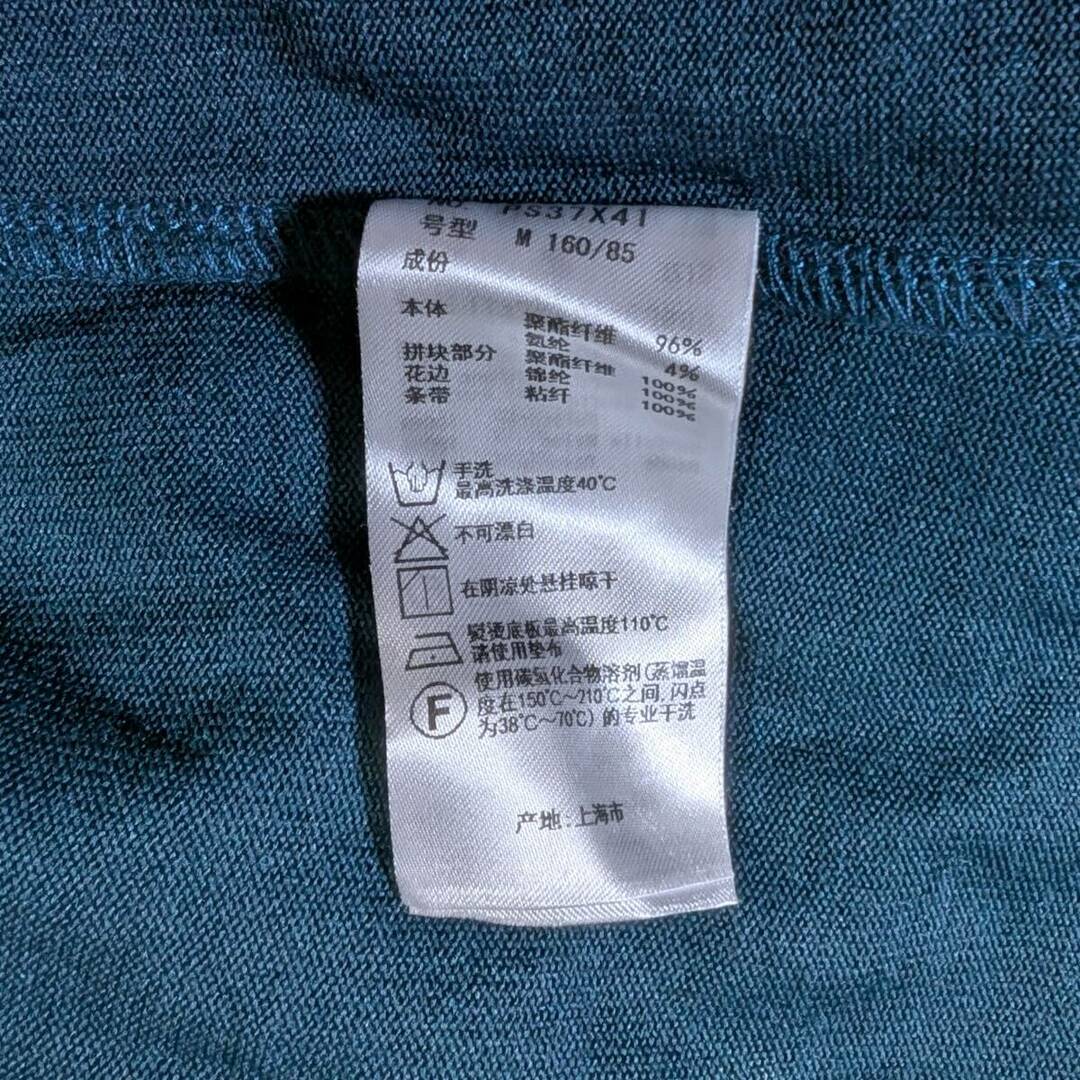 No. PS37X41
号型 M 160/85
成份
本体 聚酯纤维 96%
氨纶 4%
拼块部分 聚酯纤维 100%
花边 锦纶 100%
条带 粘纤 100%
手洗
最高洗涤温度40℃
不可漂白
在阴凉处悬挂晾干
熨烫底板最高温度110℃
请使用垫布
使用碳氢化合物溶剂(蒸馏温
度在150℃~210℃之间,闪点
为38℃~70℃)的专业干洗
F
产地:上海市